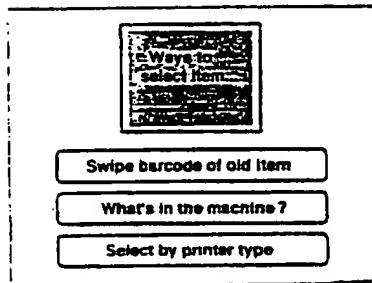 Ways to
select item...
Swipe barcode of old item
What's in the machine?
Select by printer type